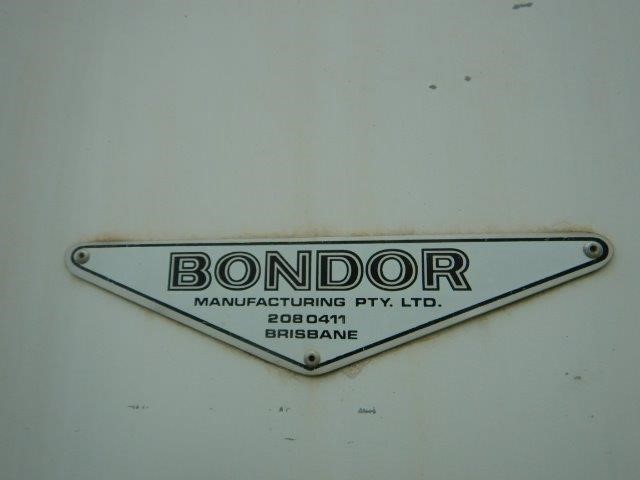 BONDOR
MANUFACTURING PTY. LTD.
208 0411
BRISBANE